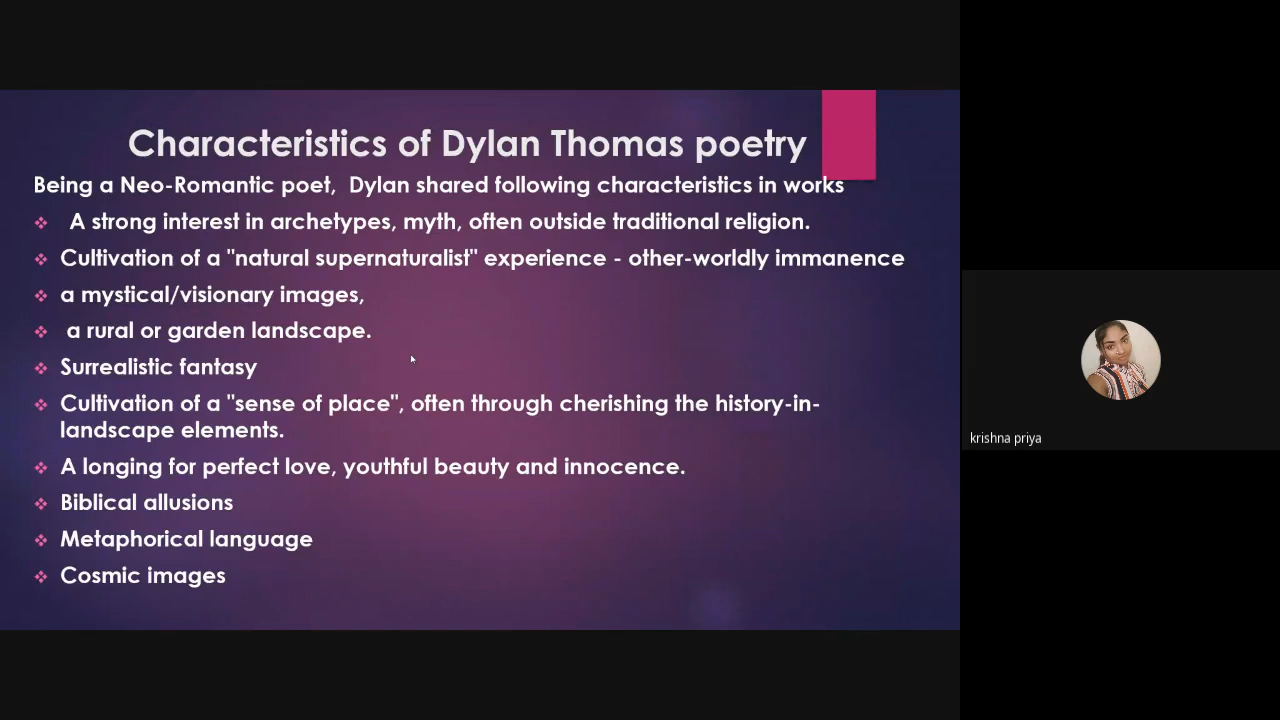 Characteristics of Dylan Thomas poetry
Being a Neo-Romantic poet, Dylan shared following characteristics in works
A strong interest in archetypes, myth, often outside traditional religion.
Cultivation of a "natural supernaturalist" experience - other-worldly immanence
a mystical/visionary images,
a rural or garden landscape.
Surrealistic fantasy
Cultivation of a "sense of place", often through cherishing the history-in-
landscape elements.
A longing for perfect love, youthful beauty and innocence.
Biblical allusions
Metaphorical language
Cosmic images
krishna priya